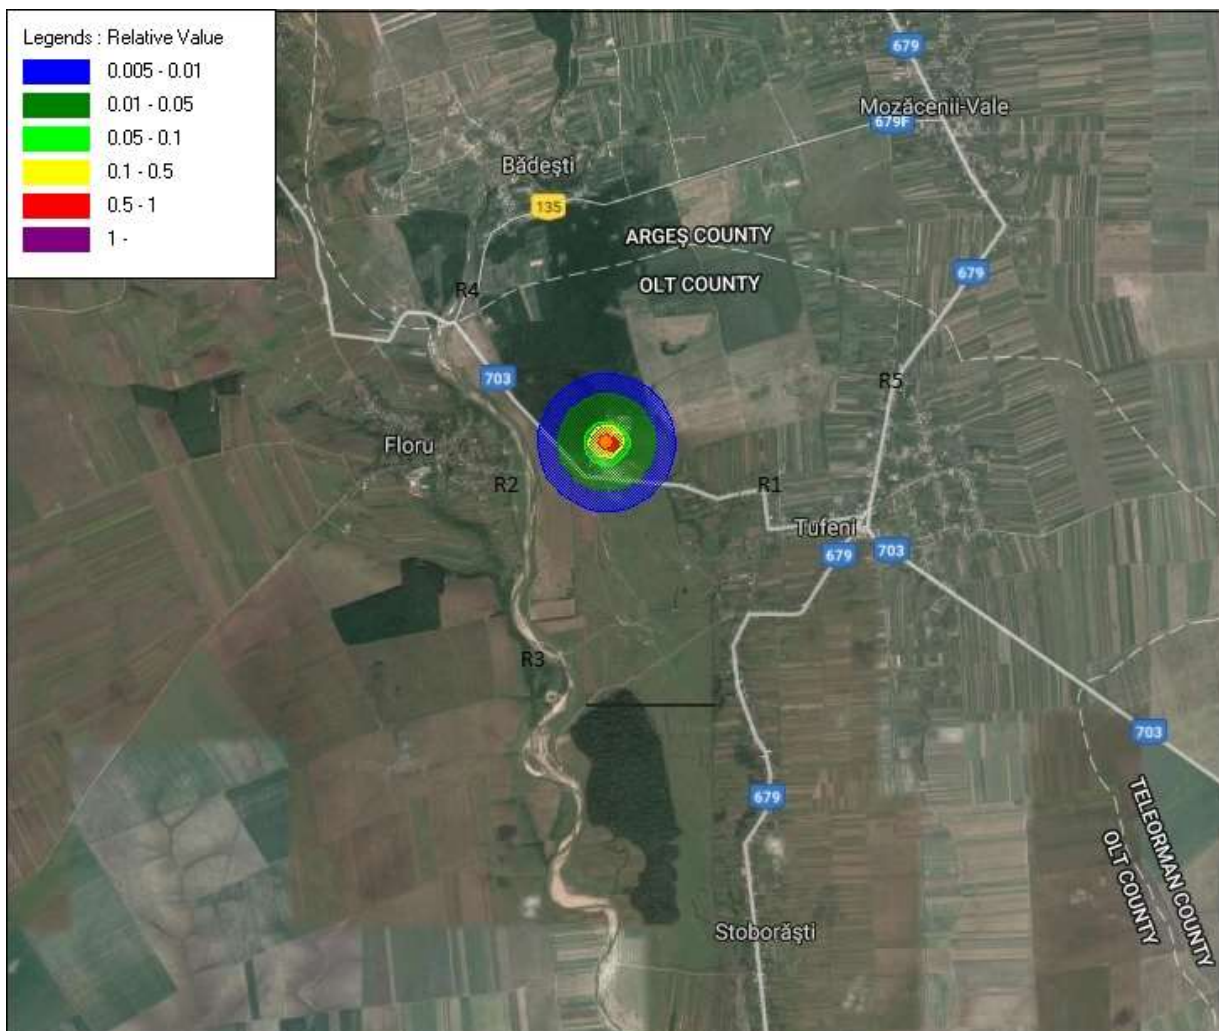 Legends : Relative Value
0.005 - 0.01
0.01 - 0.05
0.05 - 0.1
0.1 - 0.5
0.5 - 1
1 -
679
Mozăcenii-Vale
679F
Bădești
135
ARGEȘ COUNTY
OLT COUNTY
679
R4
703
R5
Floru
R2
R1
Tufeni
679
703
R3
703
679
TELEORMAN COUNTY
OLT COUNTY
Stoborăști